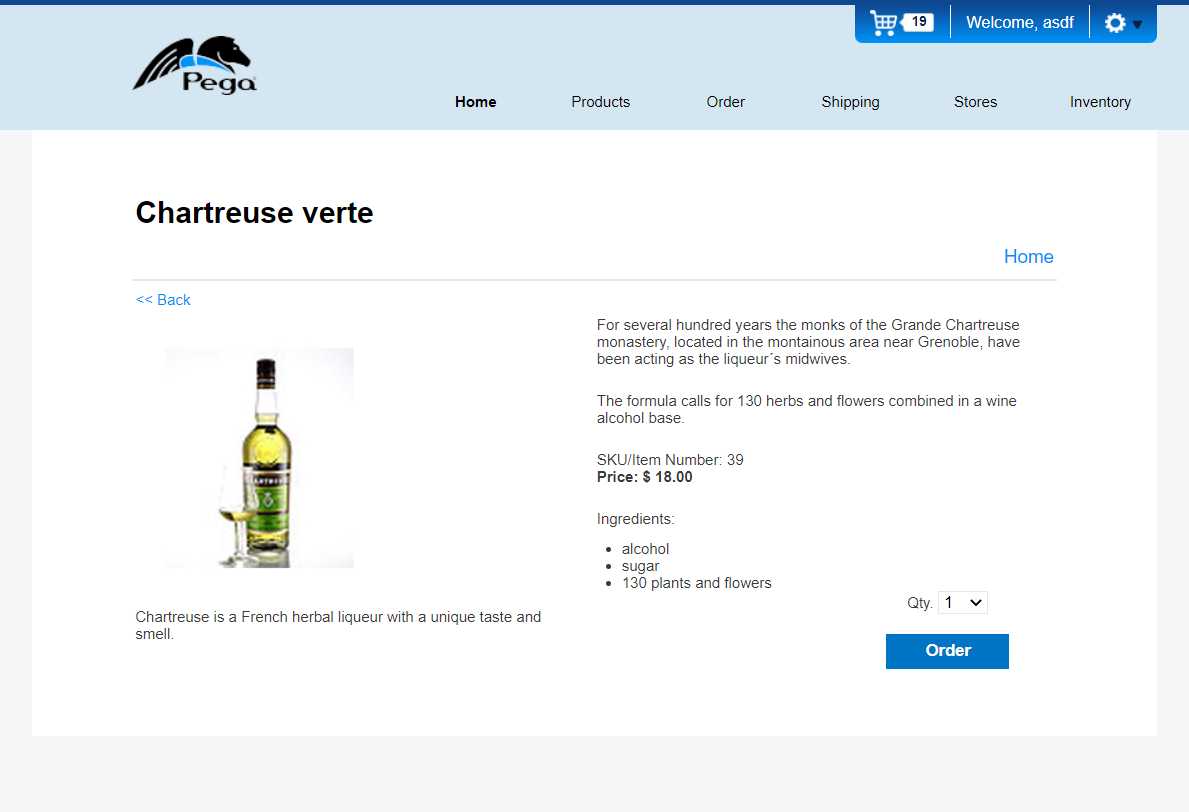 19
Welcome, asdf
Pega
Home
Products
Order
Shipping
Stores
Inventory
Chartreuse verte
Home
<< Back
For several hundred years the monks of the Grande Chartreuse
monastery, located in the montainous area near Grenoble, have
been acting as the liqueur´s midwives.
The formula calls for 130 herbs and flowers combined in a wine
alcohol base.
SKU/Item Number: 39
Price: $ 18.00
Ingredients:
• alcohol
• sugar
• 130 plants and flowers
Chartreuse is a French herbal liqueur with a unique taste and
smell.
Qty. 1
Order